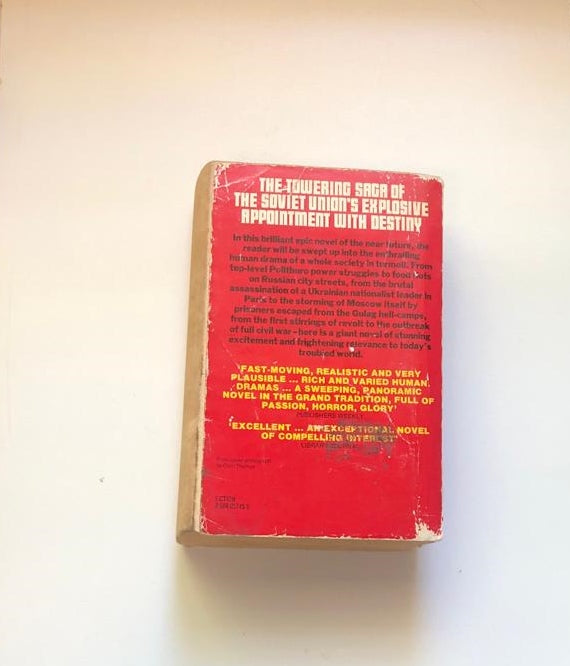 THE TOWERING SAGA OF
THE SOVIET UNION'S EXPLOSIVE
APPOINTMENT WITH DESTINY
In this brilliant epic novel of the near future, the
reader will be swept up into the enthralling
human drama of a whole society in turmoil. From
top-level Politburo power struggles to food riots
on Russian city streets, from the brutal
assassination of a Ukrainian nationalist leader in
Paris to the storming of Moscow itself by
prisoners escaped from the Gulag hell-camps,
from the first stirrings of revolt to the outbreak
of full civil war – here is a giant novel of stunning
excitement and frightening relevance to today's
troubled world.
'FAST-MOVING, REALISTIC AND VERY
PLAUSIBLE ... RICH AND VARIED HUMAN
DRAMAS ... A SWEEPING, PANORAMIC
NOVEL IN THE GRAND TRADITION, FULL OF
PASSION, HORROR, GLORY'
PUBLISHERS WEEKLY
'EXCELLENT ... AN EXCEPTIONAL NOVEL
OF COMPELLING INTEREST'
LIBRARY
FICTION